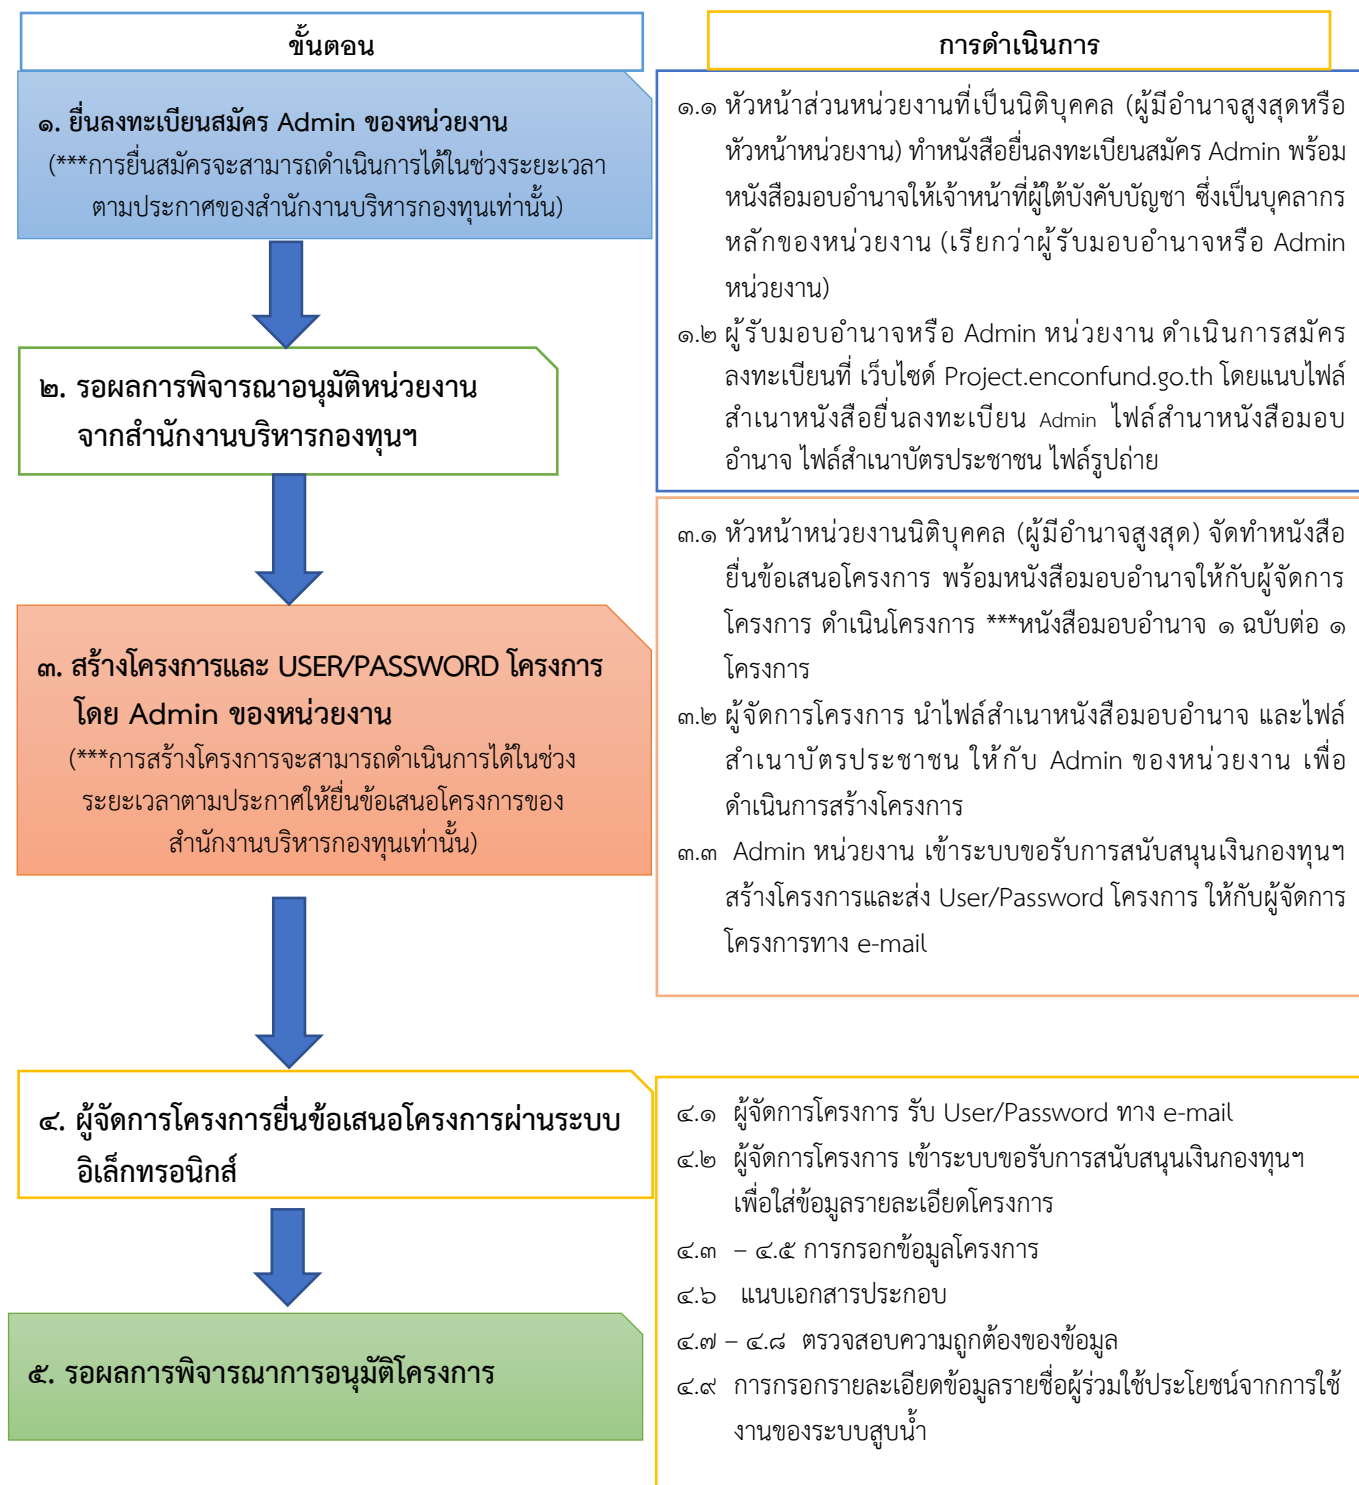 ขั้นตอน
๑. ยื่นลงทะเบียนสมัคร Admin ของหน่วยงาน
(***การยื่นสมัครจะสามารถดำเนินการได้ในช่วงระยะเวลา
ตามประกาศของสำนักงานบริหารกองทุนเท่านั้น)
๒. รอผลการพิจารณาอนุมัติหน่วยงาน
จากสำนักงานบริหารกองทุนฯ
๓. สร้างโครงการและ USER/PASSWORD โครงการ
โดย Admin ของหน่วยงาน
(***การสร้างโครงการจะสามารถดำเนินการได้ในช่วง
ระยะเวลาตามประกาศให้ยื่นข้อเสนอโครงการของ
สำนักงานบริหารกองทุนเท่านั้น)
๔. ผู้จัดการโครงการยื่นข้อเสนอโครงการผ่านระบบ
อิเล็กทรอนิกส์
๕. รอผลการพิจารณาการอนุมัติโครงการ
การดำเนินการ
๑.๑ หัวหน้าส่วนหน่วยงานที่เป็นนิติบุคคล (ผู้มีอำนาจสูงสุดหรือ
หัวหน้าหน่วยงาน) ทำหนังสือยื่นลงทะเบียนสมัคร Admin พร้อม
หนังสือมอบอำนาจให้เจ้าหน้าที่ผู้ใต้บังคับบัญชา ซึ่งเป็นบุคลากร
หลักของหน่วยงาน (เรียกว่าผู้รับมอบอำนาจหรือ Admin
หน่วยงาน)
๑.๒ ผู้รับมอบอำนาจหรือ Admin หน่วยงาน ดำเนินการสมัคร
ลงทะเบียนที่ เว็บไซด์ Project.enconfund.go.th โดยแนบไฟล์
สำเนาหนังสือยื่นลงทะเบียน Admin ไฟล์สำนาหนังสือมอบ
อำนาจ ไฟล์สำเนาบัตรประชาชน ไฟล์รูปถ่าย
๓.๑ หัวหน้าหน่วยงานนิติบุคคล (ผู้มีอำนาจสูงสุด) จัดทำหนังสือ
ยื่นข้อเสนอโครงการ พร้อมหนังสือมอบอำนาจให้กับผู้จัดการ
โครงการ ดำเนินโครงการ ***หนังสือมอบอำนาจ ๑ ฉบับต่อ ๑
โครงการ
๓.๒ ผู้จัดการโครงการ นำไฟล์สำเนาหนังสือมอบอำนาจ และไฟล์
สำเนาบัตรประชาชน ให้กับ Admin ของหน่วยงาน เพื่อ
ดำเนินการสร้างโครงการ
๓.๓ Admin หน่วยงาน เข้าระบบขอรับการสนับสนุนเงินกองทุนฯ
สร้างโครงการและส่ง User/Password โครงการ ให้กับผู้จัดการ
โครงการทาง e-mail
๔.๑ ผู้จัดการโครงการ รับ User/Password ทาง e-mail
๔.๒ ผู้จัดการโครงการ เข้าระบบขอรับการสนับสนุนเงินกองทุนฯ
เพื่อใส่ข้อมูลรายละเอียดโครงการ
๔.๓ – ๔.๕ การกรอกข้อมูลโครงการ
๔.๖ แนบเอกสารประกอบ
๔.๗ – ๔.๘ ตรวจสอบความถูกต้องของข้อมูล
๔.๙ การกรอกรายละเอียดข้อมูลรายชื่อผู้ร่วมใช้ประโยชน์จากการใช้
งานของระบบสูบน้ำ